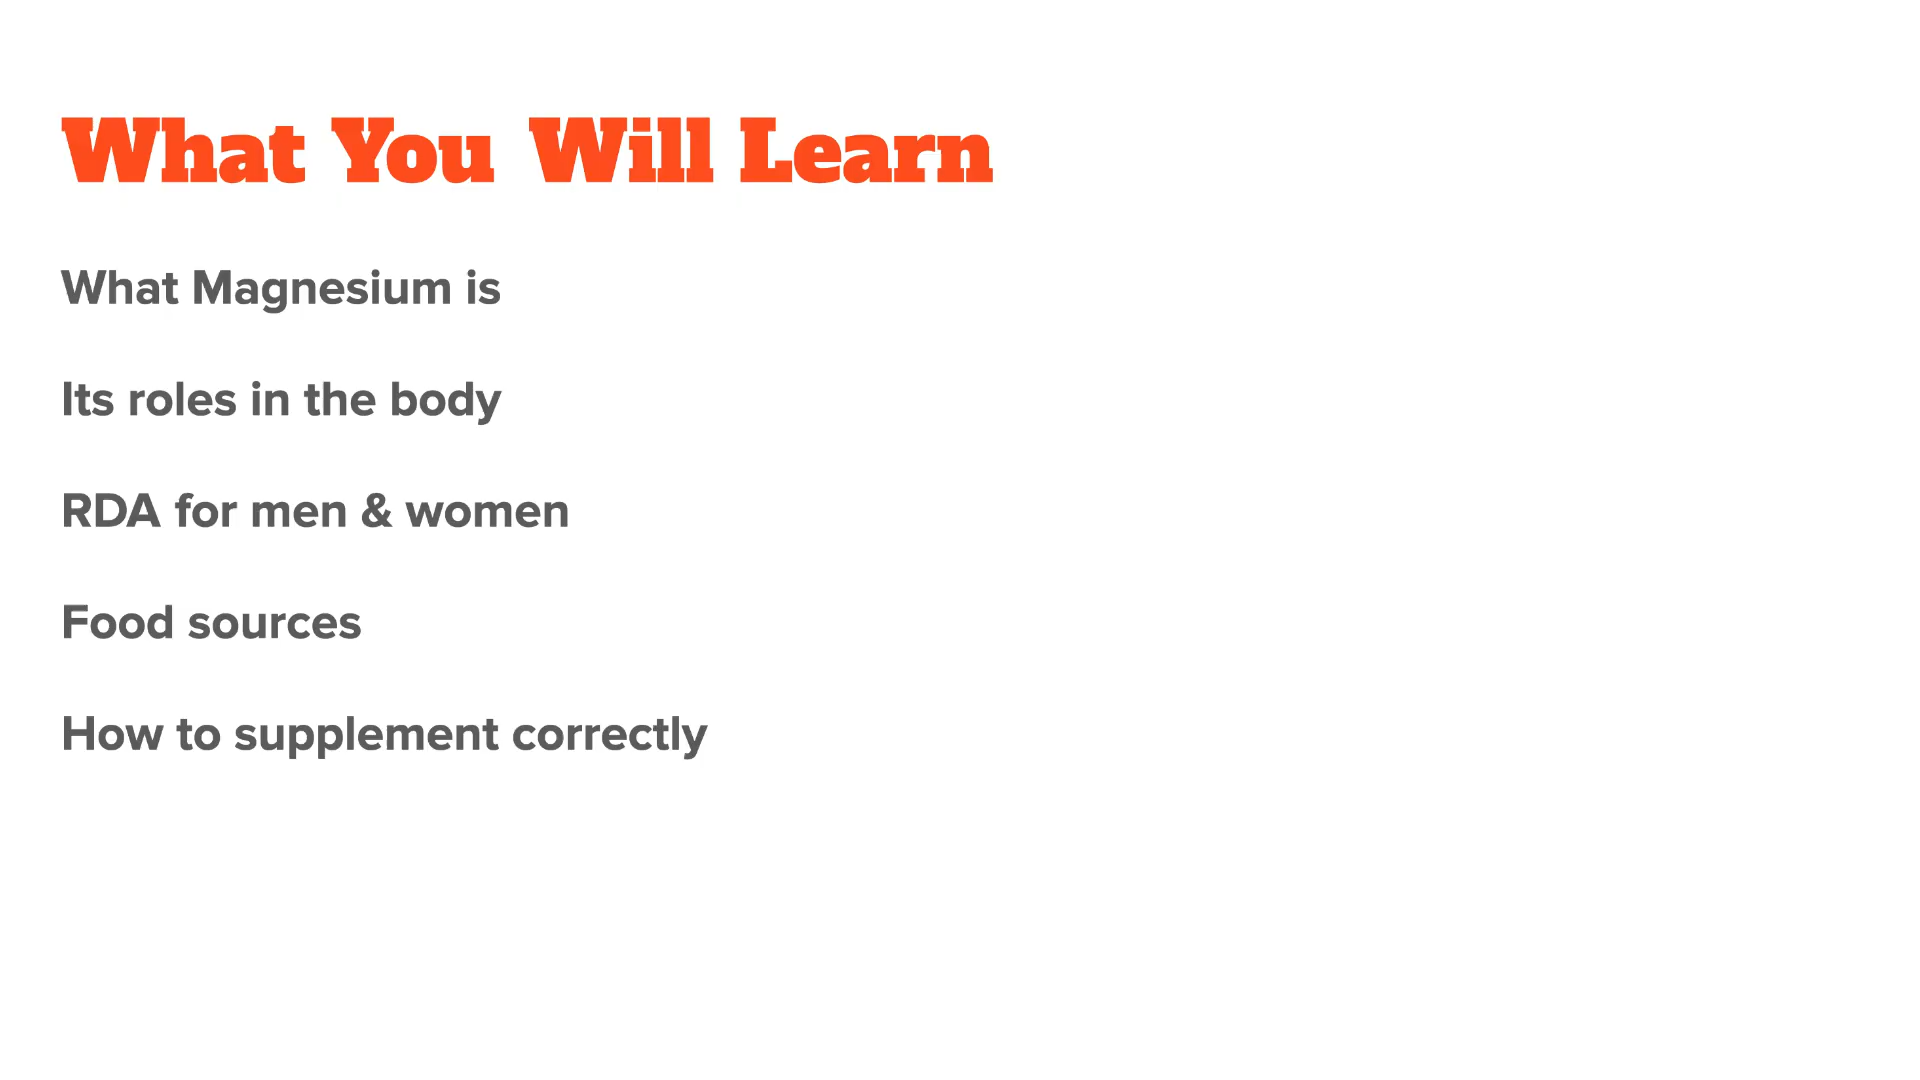 What You Will Learn
What Magnesium is
Its roles in the body
RDA for men & women
Food sources
How to supplement correctly